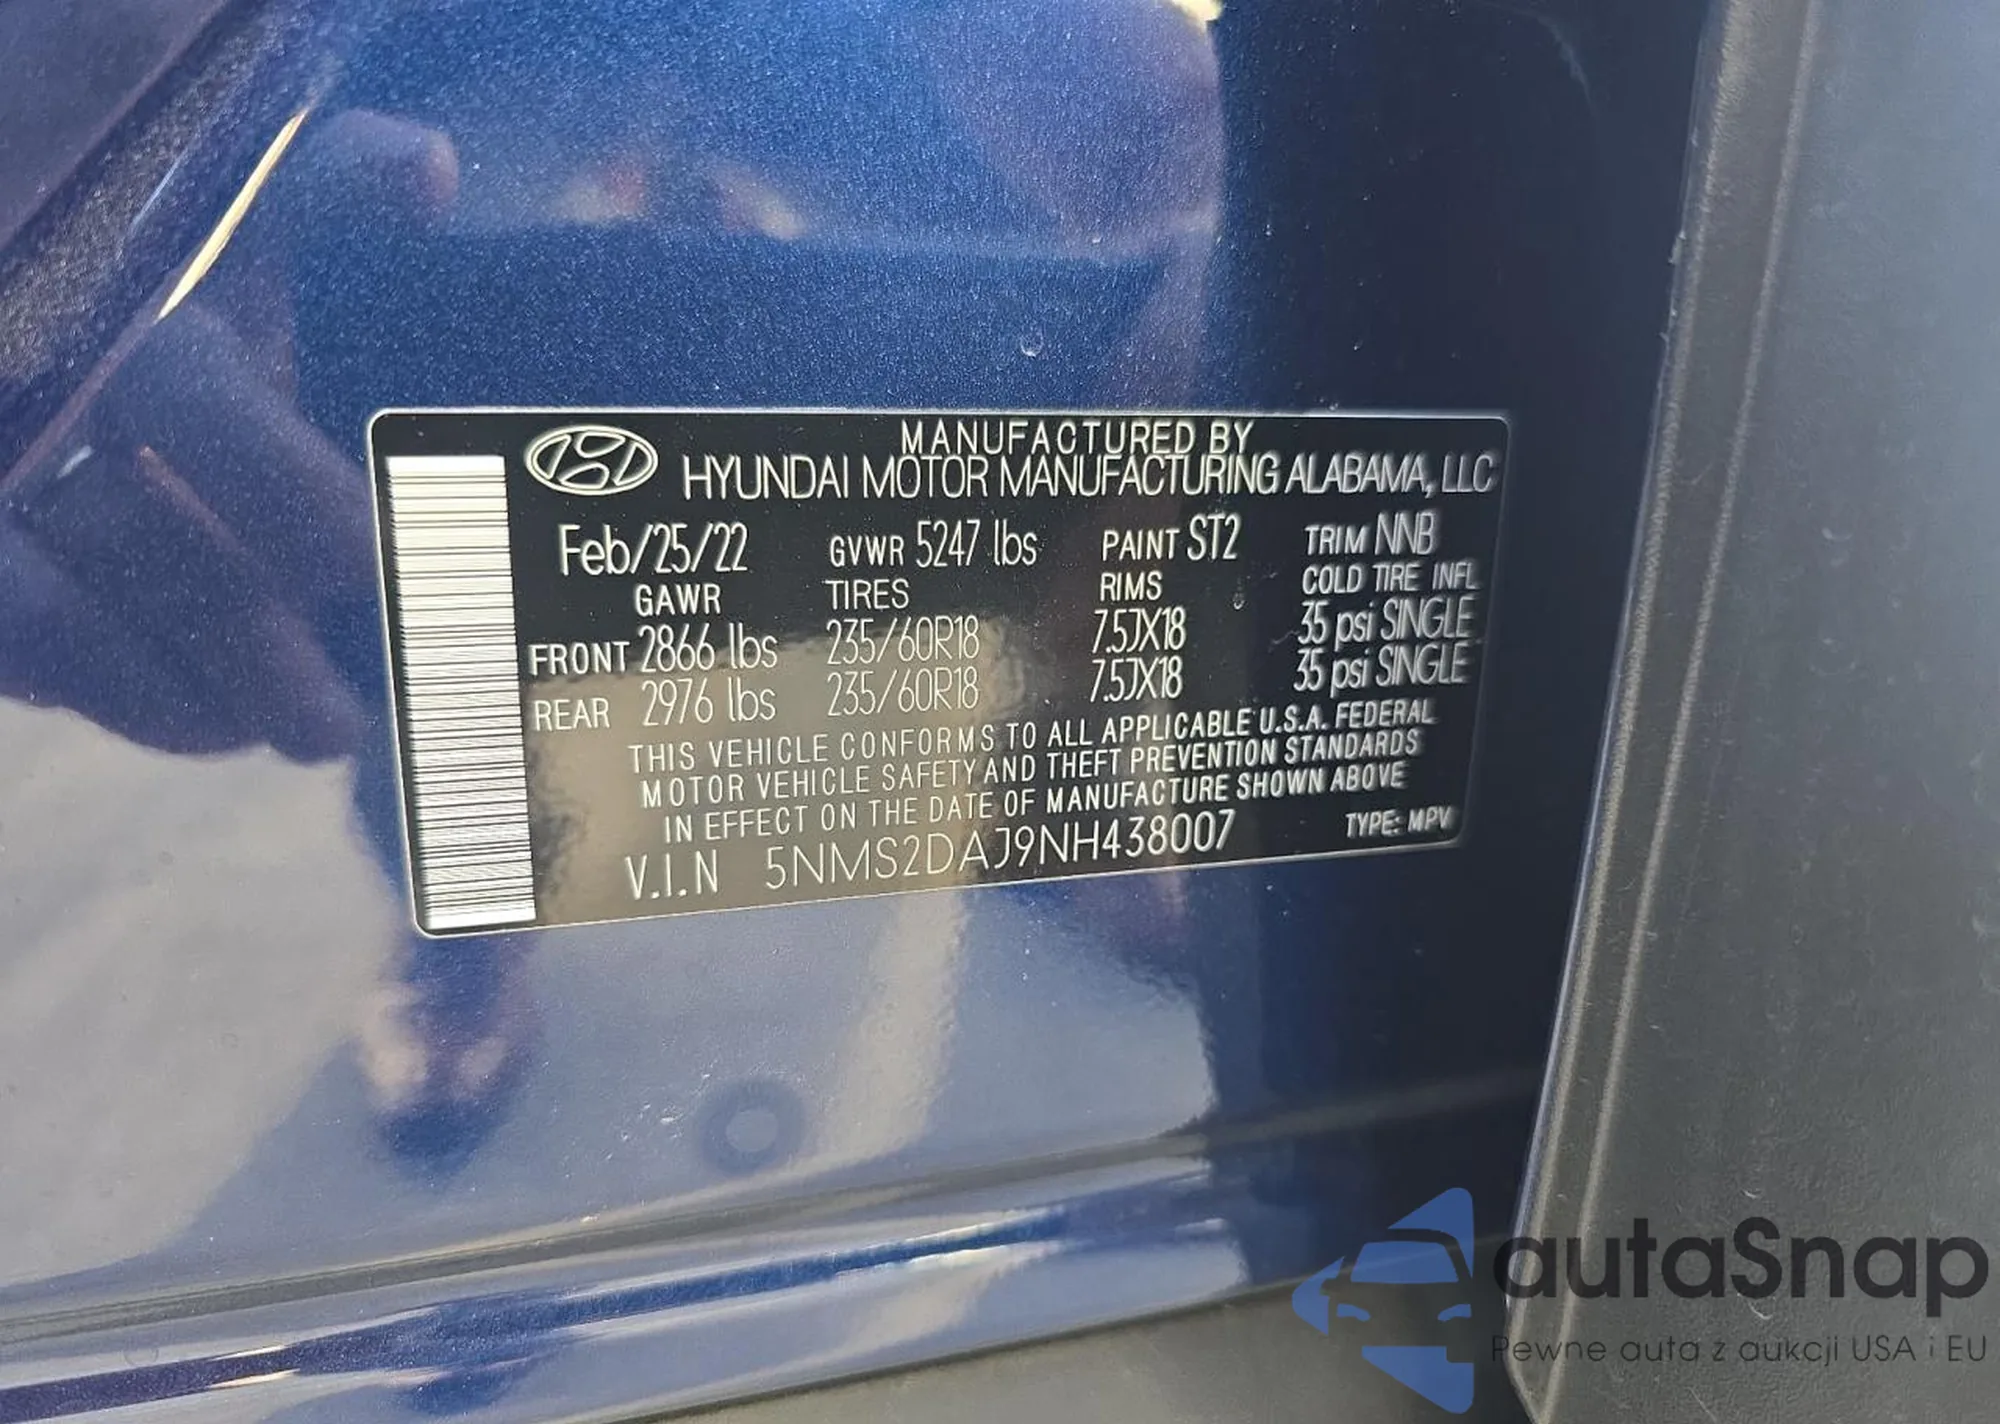 MANUFACTURED BY
HYUNDAI MOTOR MANUFACTURING ALABAMA, LLC
Feb/25/22 GVWR 5247 lbs PAINT ST2 TRIM NNB
GAWR TIRES RIMS COLD TIRE INFL
FRONT 2866 lbs 235/60R18 7.5JX18 35 psi SINGLE
REAR 2976 lbs 235/60R18 7.5JX18 35 psi SINGLE
THIS VEHICLE CONFORMS TO ALL APPLICABLE U.S.A. FEDERAL
MOTOR VEHICLE SAFETY AND THEFT PREVENTION STANDARDS
IN EFFECT ON THE DATE OF MANUFACTURE SHOWN ABOVE
V.I.N 5NMS2DAJ9NH438007 TYPE: MPV
autaSnap
Pewne auta z aukcji USA i EU